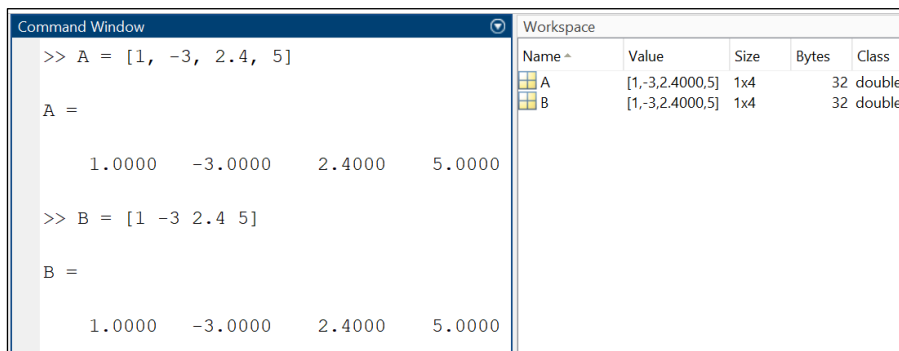 Command Window
>> A = [1, -3, 2.4, 5]
A =
1.0000 -3.0000 2.4000 5.0000
>> B = [1 -3 2.4 5]
B =
1.0000 -3.0000 2.4000 5.0000
Workspace
Name Value Size Bytes Class
A [1,-3,2.4000,5] 1x4 32 double
B [1,-3,2.4000,5] 1x4 32 double